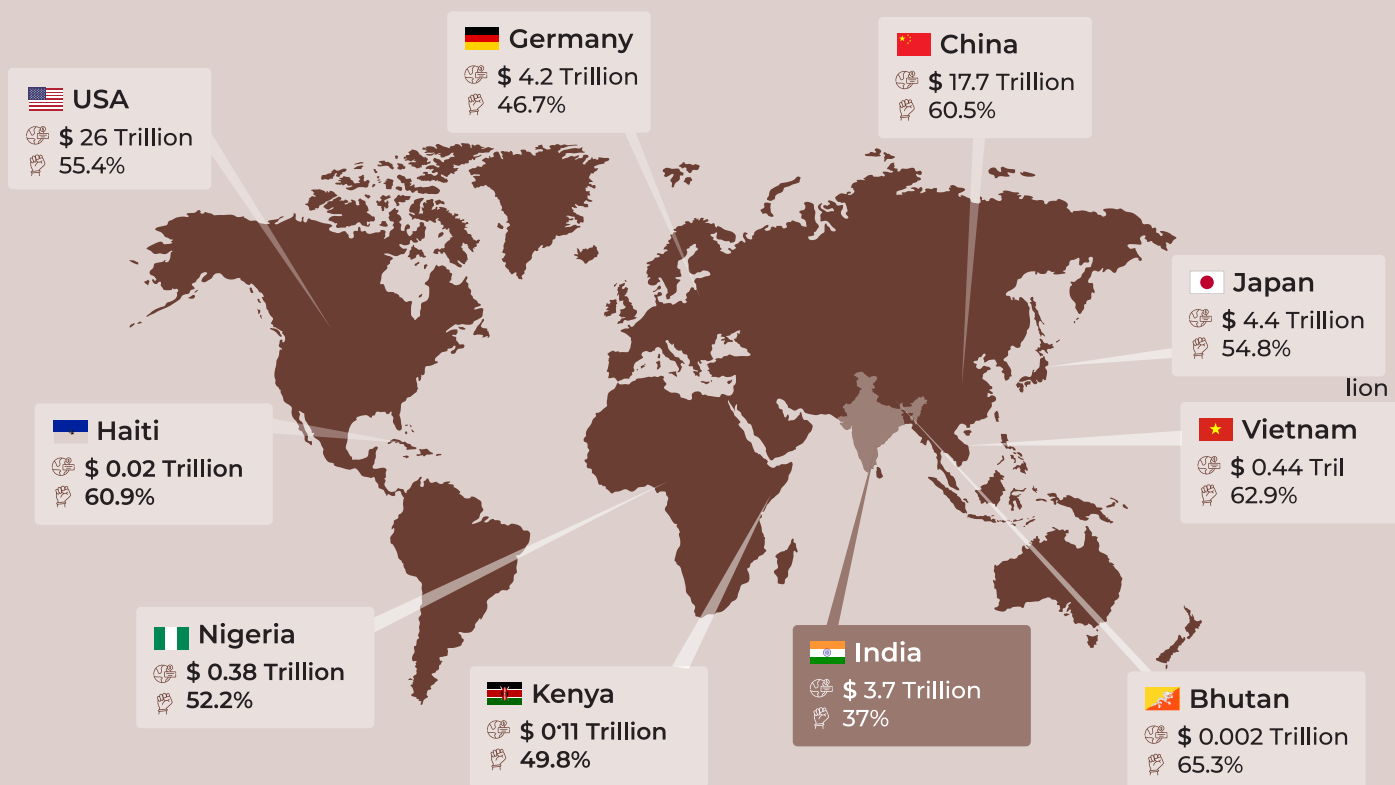 USA
$ 26 Trillion
55.4%
Germany
$ 4.2 Trillion
46.7%
China
$ 17.7 Trillion
60.5%
Japan
$ 4.4 Trillion
54.8%
lion
Haiti
$ 0.02 Trillion
60.9%
Vietnam
$ 0.44 Tril
62.9%
Nigeria
$ 0.38 Trillion
52.2%
Kenya
$ 0·11 Trillion
49.8%
India
$ 3.7 Trillion
37%
Bhutan
$ 0.002 Trillion
65.3%